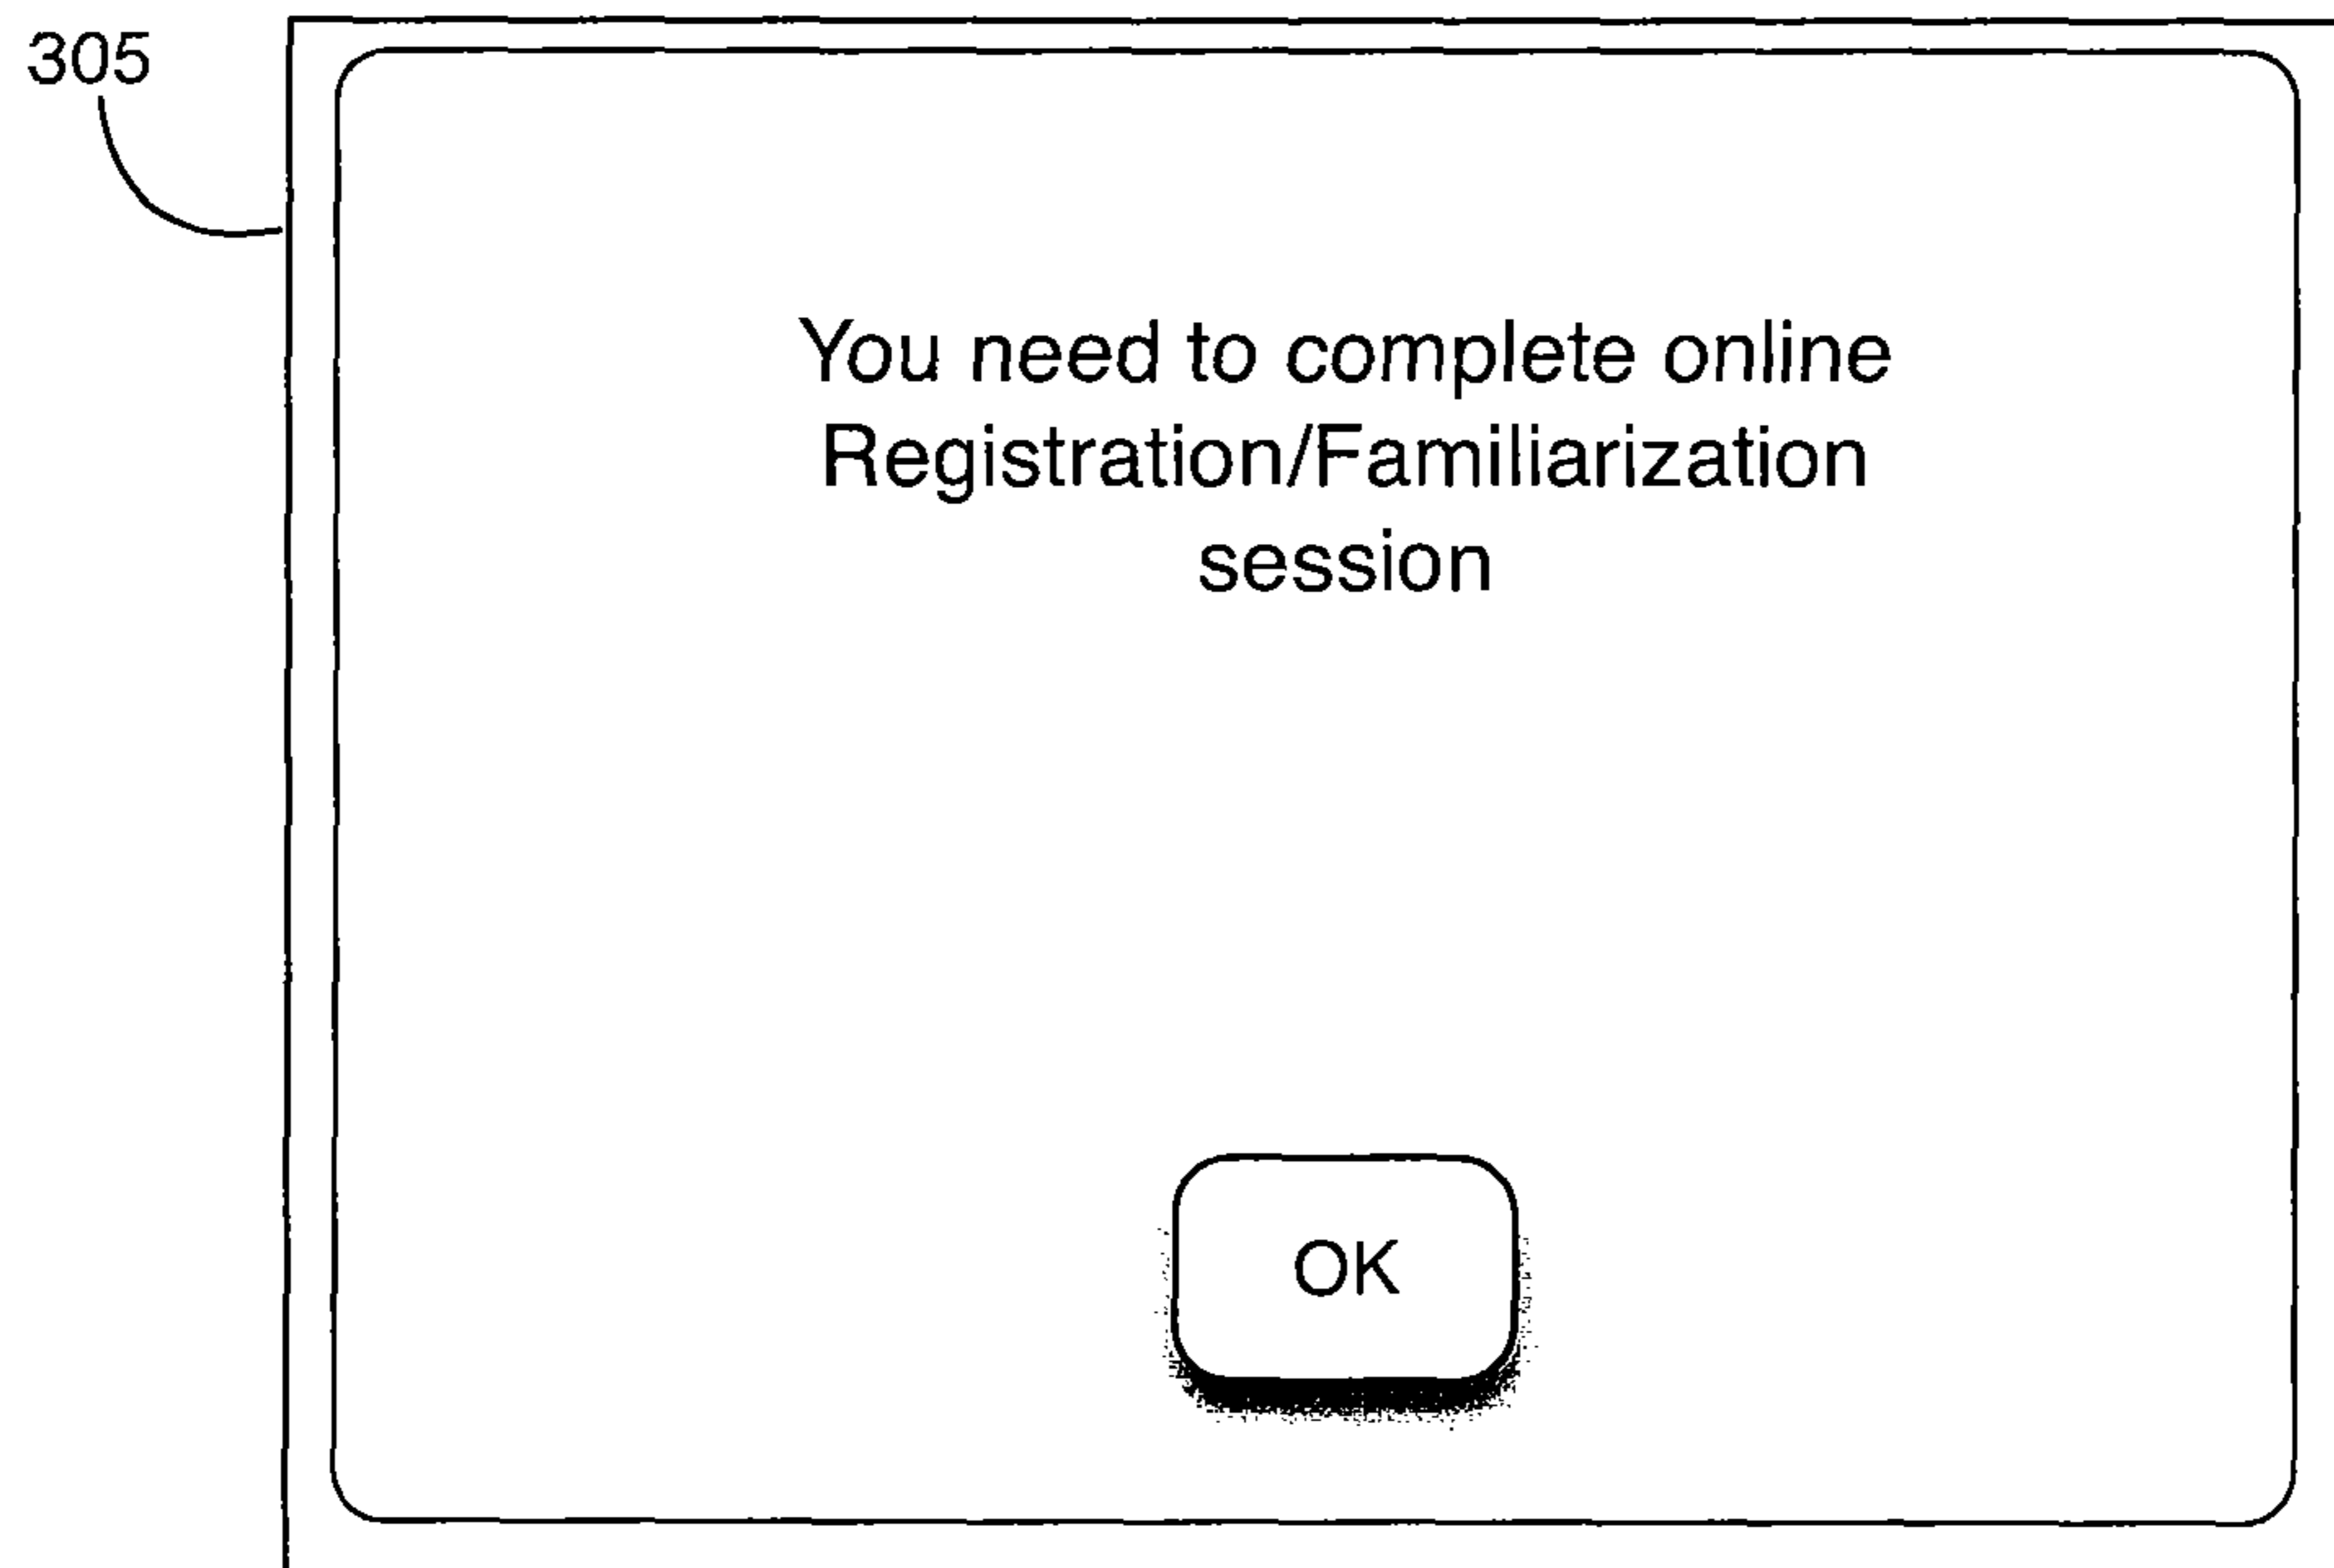 305
You need to complete online
Registration/Familiarization
session
OK